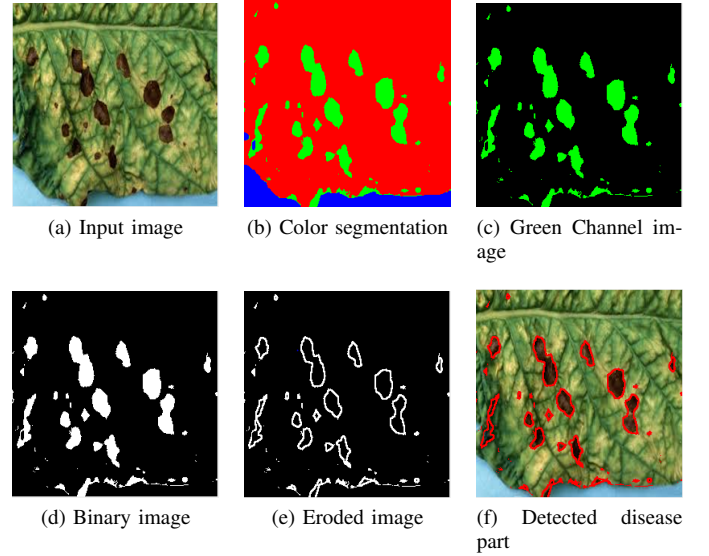 (a) Input image
(b) Color segmentation
(c) Green Channel im-
age
(d) Binary image
(e) Eroded image
(f) Detected disease
part